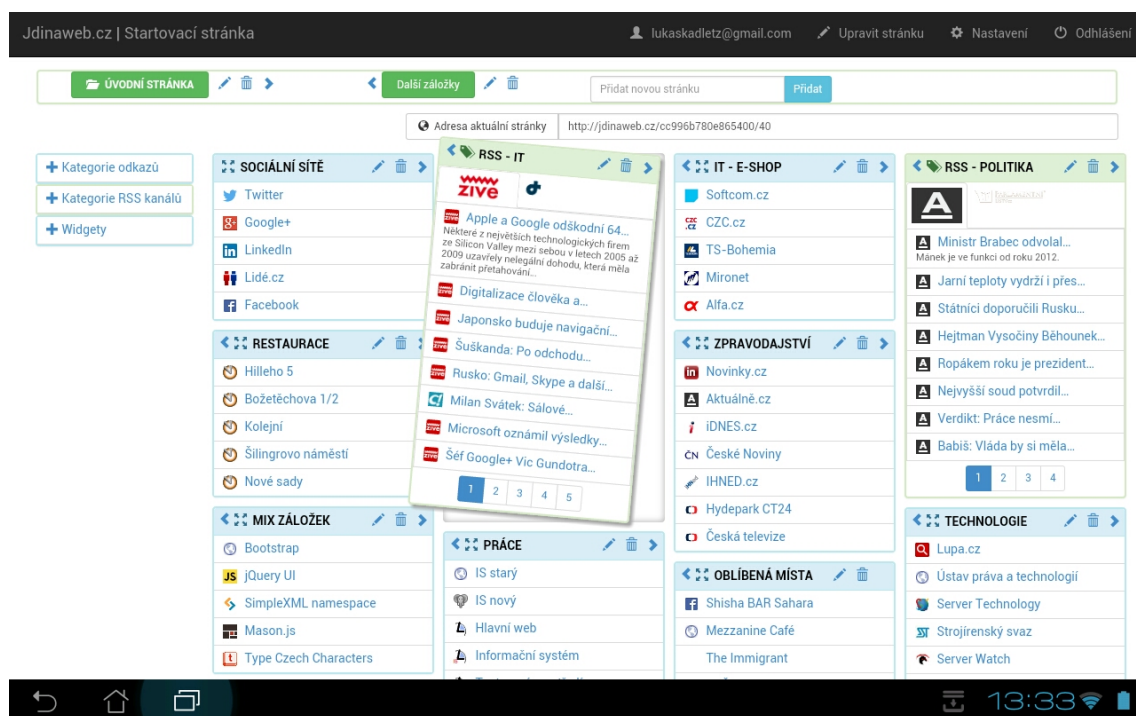 Jdinaweb.cz | Startovací stránka
lukaskadletz@gmail.com
Upravit stránku
Nastavení
Odhlášení
ÚVODNÍ STRÁNKA
Další záložky
Přidat novou stránku
Přidat
Adresa aktuální stránky
http://jdinaweb.cz/cc996b780e865400/40
Kategorie odkazů
Kategorie RSS kanálů
Widgety
SOCIÁLNÍ SÍTĚ
Twitter
Google+
LinkedIn
Lidé.cz
Facebook
RESTAURACE
Hilleho 5
Božetěchova 1/2
Kolejní
Šilingrovo náměstí
Nové sady
MIX ZÁLOŽEK
Bootstrap
jQuery UI
SimpleXML namespace
Mason.js
Type Czech Characters
RSS - IT
živě
Apple a Google odškodní 64...
Některé z největších technologických firem
ze Silicon Valley mezi sebou v letech 2005 až
2009 uzavřely nelegální dohodu, která měla
zabránit přetahování...
Digitalizace člověka a...
Japonsko buduje navigační...
Šuškanda: Po odchodu...
Rusko: Gmail, Skype a další...
Milan Svátek: Sálové...
Microsoft oznámil výsledky...
Šéf Google+ Vic Gundotra...
1 2 3 4 5
PRÁCE
IS starý
IS nový
Hlavní web
Informační systém
IT - E-SHOP
Softcom.cz
CZC.cz
TS-Bohemia
Mironet
Alfa.cz
ZPRAVODAJSTVÍ
Novinky.cz
Aktuálně.cz
iDNES.cz
České Noviny
IHNED.cz
Hydepark CT24
Česká televize
OBLÍBENÁ MÍSTA
Shisha BAR Sahara
Mezzanine Café
The Immigrant
RSS - POLITIKA
Ministr Brabec odvolal...
Mánek je ve funkci od roku 2012.
Jarní teploty vydrží i přes...
Státníci doporučili Rusku...
Hejtman Vysočiny Běhounek...
Ropákem roku je prezident...
Nejvyšší soud potvrdil...
Verdikt: Práce nesmí...
Babiš: Vláda by si měla...
1 2 3 4
TECHNOLOGIE
Lupa.cz
Ústav práva a technologií
Server Technology
Strojírenský svaz
Server Watch
13:33